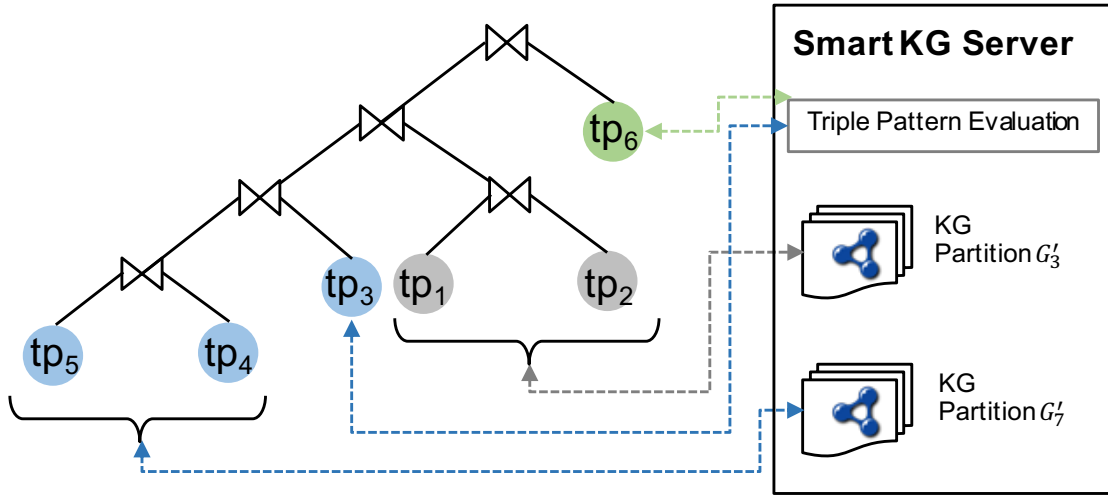 Smart KG Server
tp₆
Triple Pattern Evaluation
KG
Partition G′₃
tp₃
tp₁
tp₂
tp₅
tp₄
KG
Partition G′₇